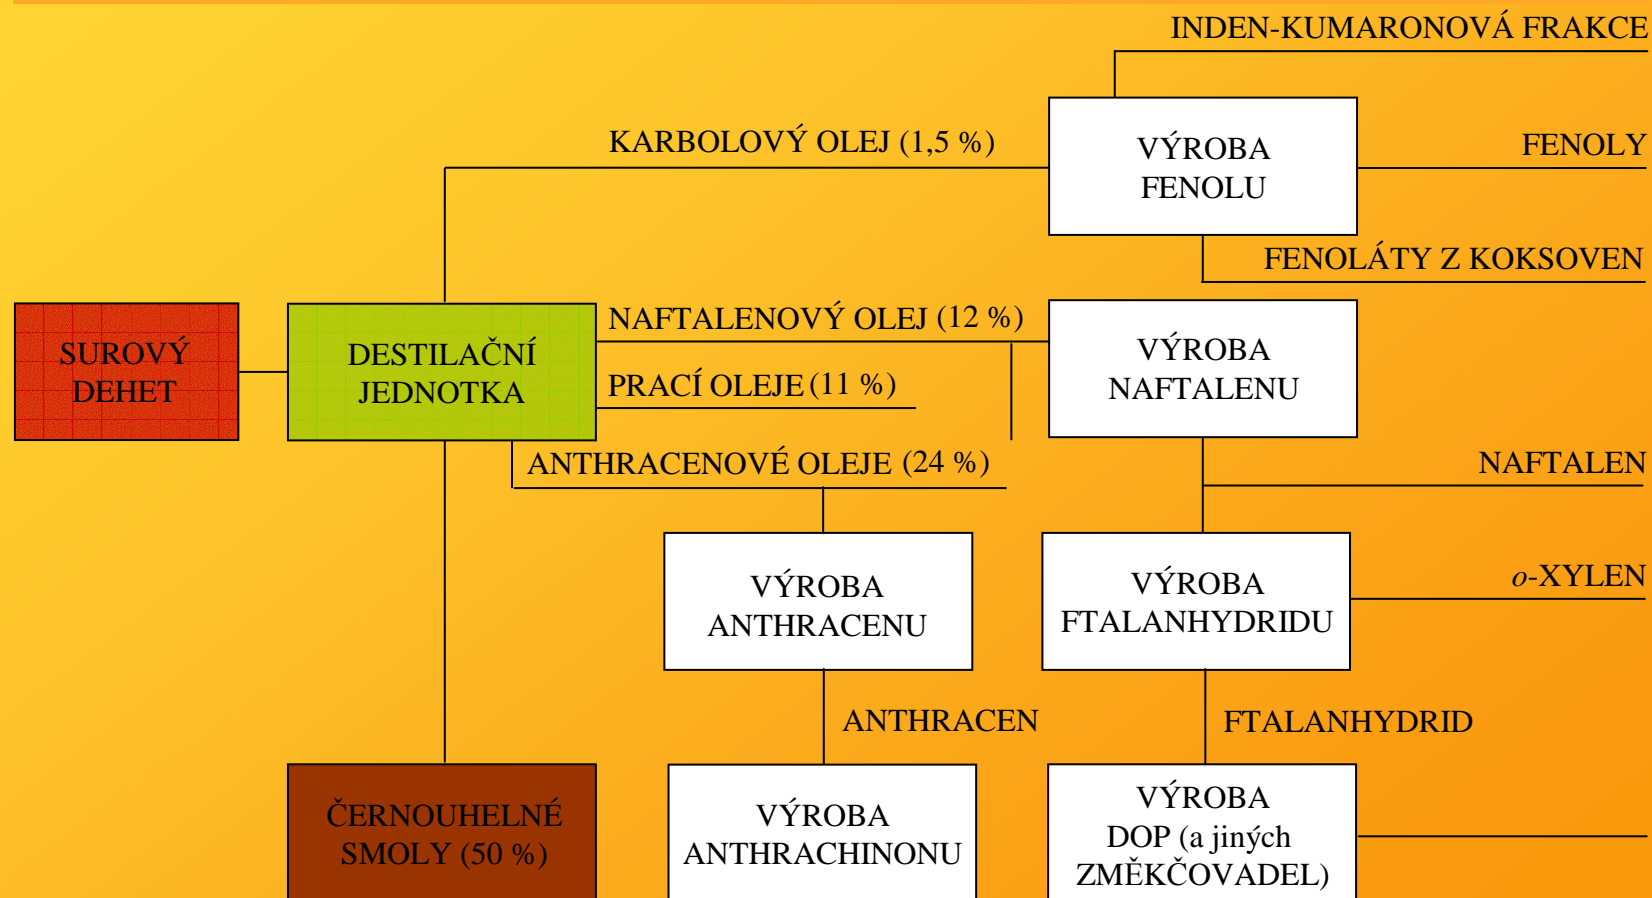 INDEN-KUMARONOVÁ FRAKCE
KARBOLOVÝ OLEJ (1,5 %)
VÝROBA
FENOLU
FENOLY
FENOLÁTY Z KOKSOVEN
SUROVÝ
DEHET
DESTILAČNÍ
JEDNOTKA
NAFTALENOVÝ OLEJ (12 %)
PRACÍ OLEJE (11 %)
ANTHRACENOVÉ OLEJE (24 %)
VÝROBA
NAFTALENU
NAFTALEN
VÝROBA
ANTHRACENU
VÝROBA
FTALANHYDRIDU
o-XYLEN
ANTHRACEN
FTALANHYDRID
ČERNOUHELNÉ
SMOLY (50 %)
VÝROBA
ANTHRACHINONU
VÝROBA
DOP (a jiných
ZMĚKČOVADEL)